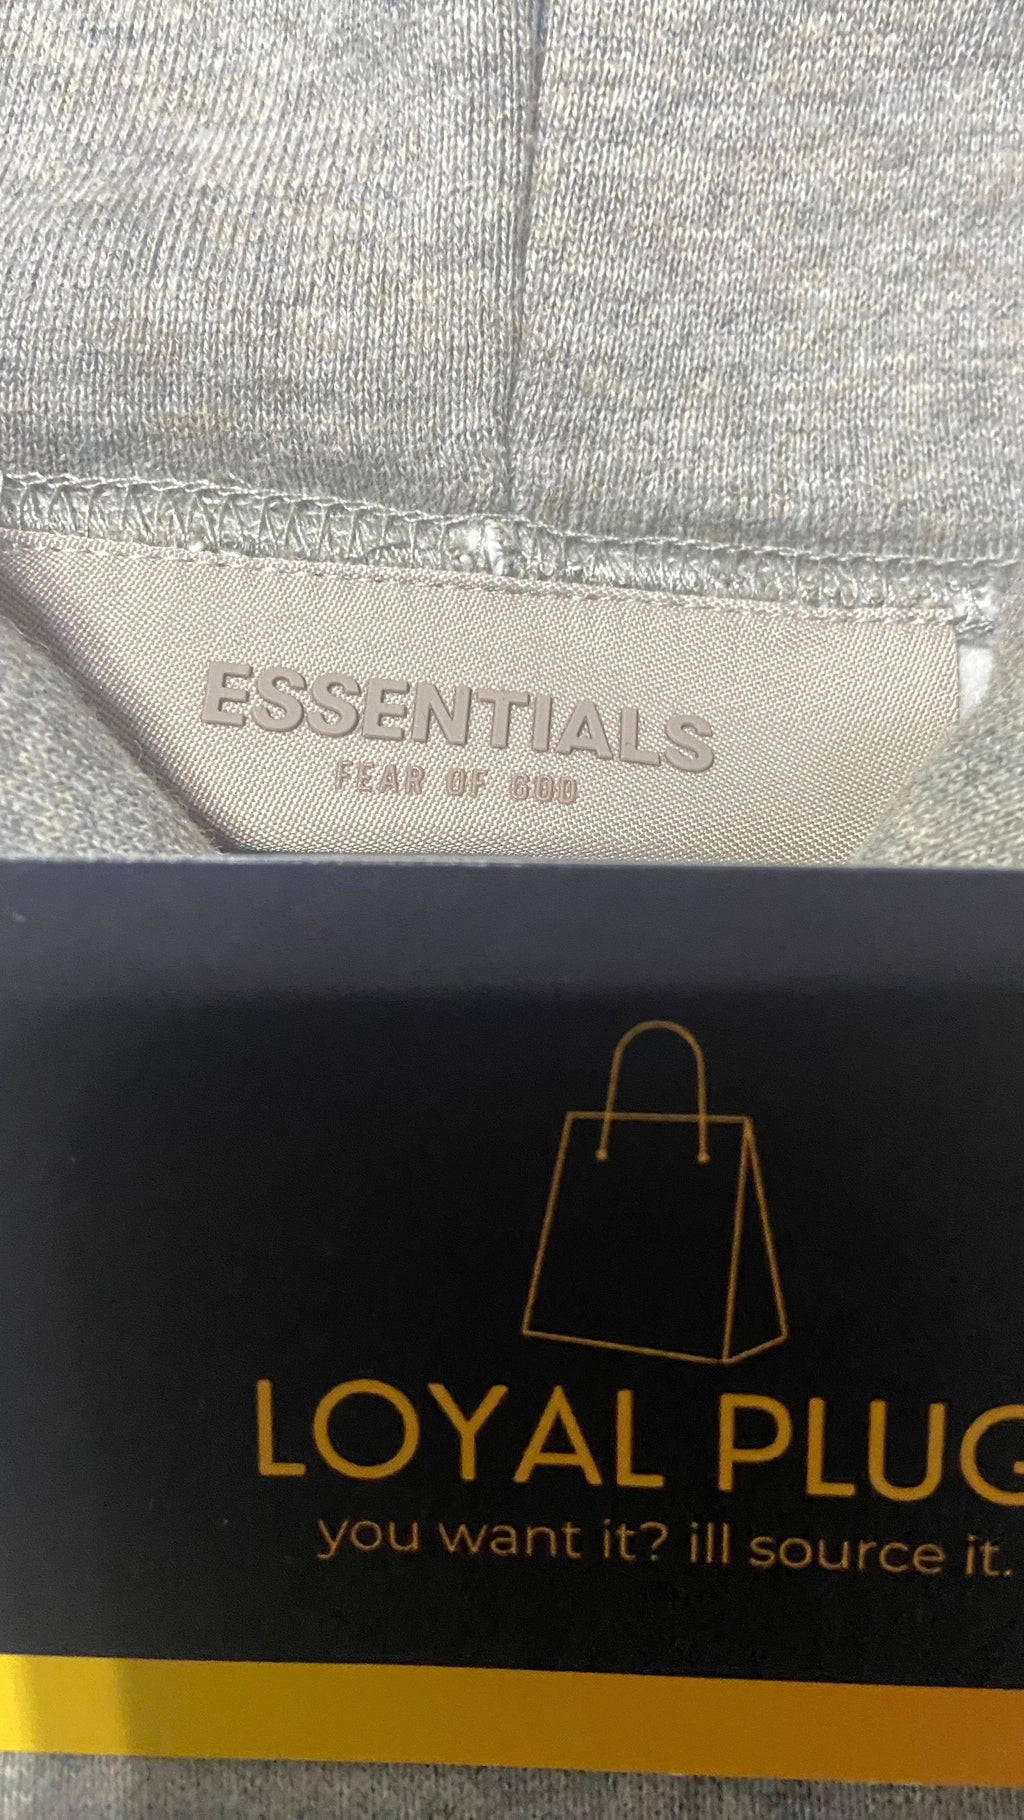 ESSENTIALS
FEAR OF GOD
LOYAL PLUG
you want it? ill source it.